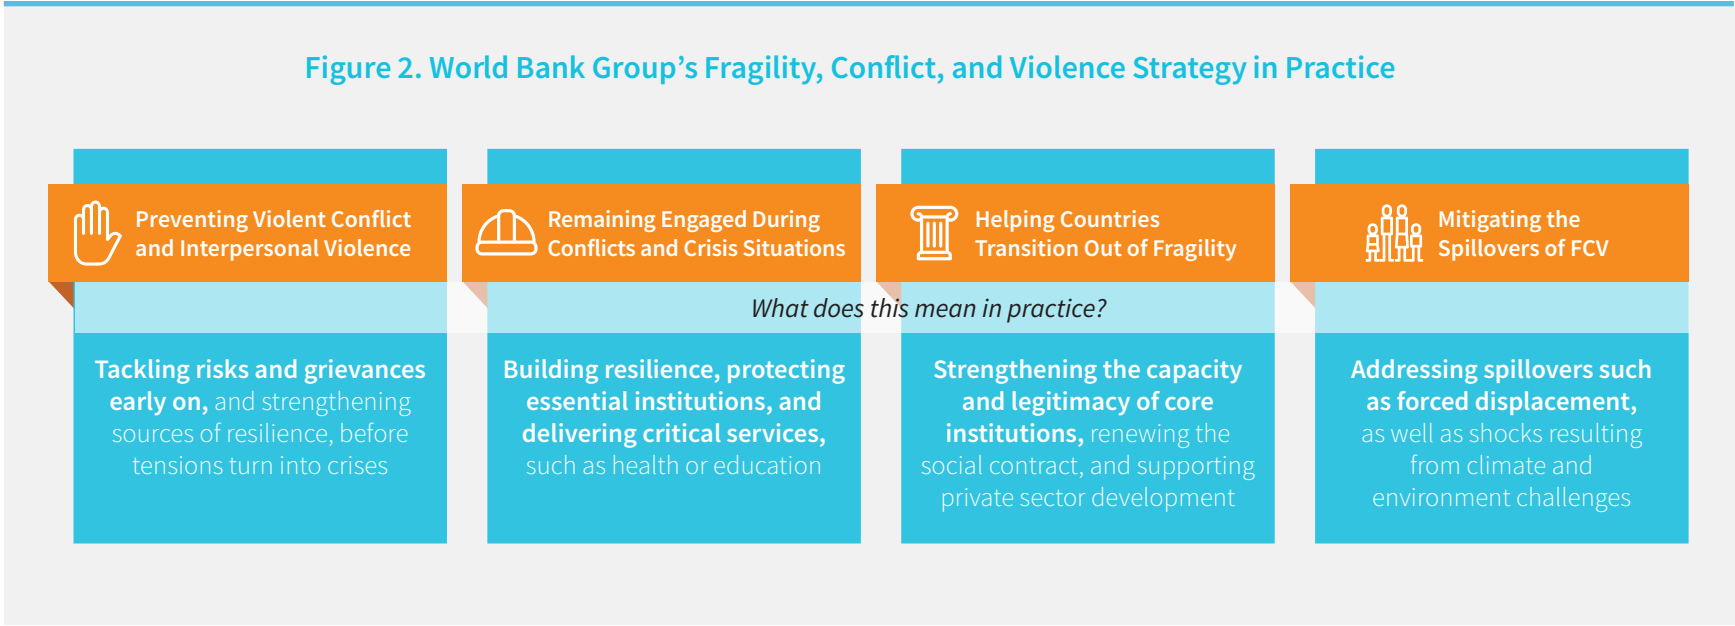 Figure 2. World Bank Group's Fragility, Conflict, and Violence Strategy in Practice
Preventing Violent Conflict
and Interpersonal Violence
Remaining Engaged During
Conflicts and Crisis Situations
Helping Countries
Transition Out of Fragility
Mitigating the
Spillovers of FCV
What does this mean in practice?
Tackling risks and grievances
early on, and strengthening
sources of resilience, before
tensions turn into crises
Building resilience, protecting
essential institutions, and
delivering critical services,
such as health or education
Strengthening the capacity
and legitimacy of core
institutions, renewing the
social contract, and supporting
private sector development
Addressing spillovers such
as forced displacement,
as well as shocks resulting
from climate and
environment challenges